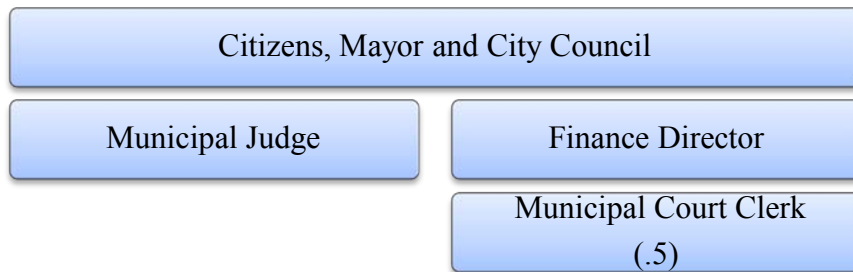 Citizens, Mayor and City Council
Municipal Judge
Finance Director
Municipal Court Clerk
(.5)